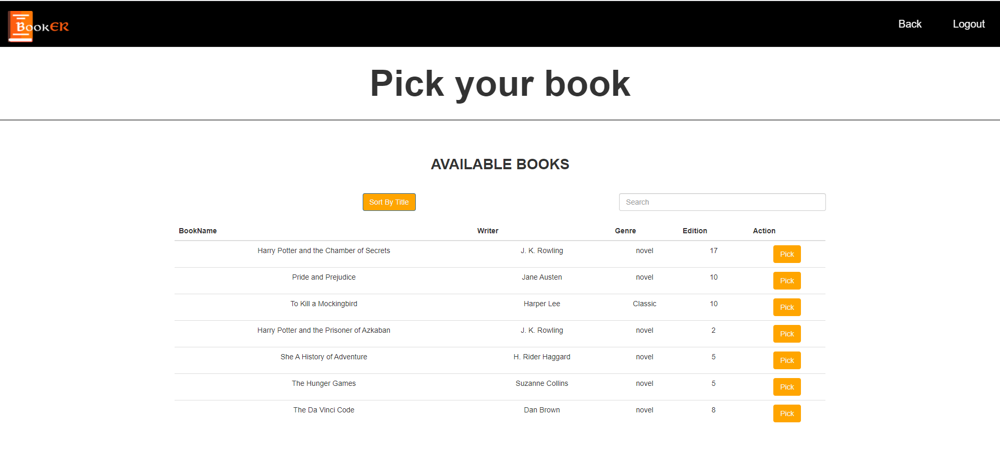 BookER
Back Logout
Pick your book
AVAILABLE BOOKS
Sort By Title Search
BookName Writer Genre Edition Action
Harry Potter and the Chamber of Secrets J. K. Rowling novel 17 Pick
Pride and Prejudice Jane Austen novel 10 Pick
To Kill a Mockingbird Harper Lee Classic 10 Pick
Harry Potter and the Prisoner of Azkaban J. K. Rowling novel 2 Pick
She A History of Adventure H. Rider Haggard novel 5 Pick
The Hunger Games Suzanne Collins novel 5 Pick
The Da Vinci Code Dan Brown novel 8 Pick